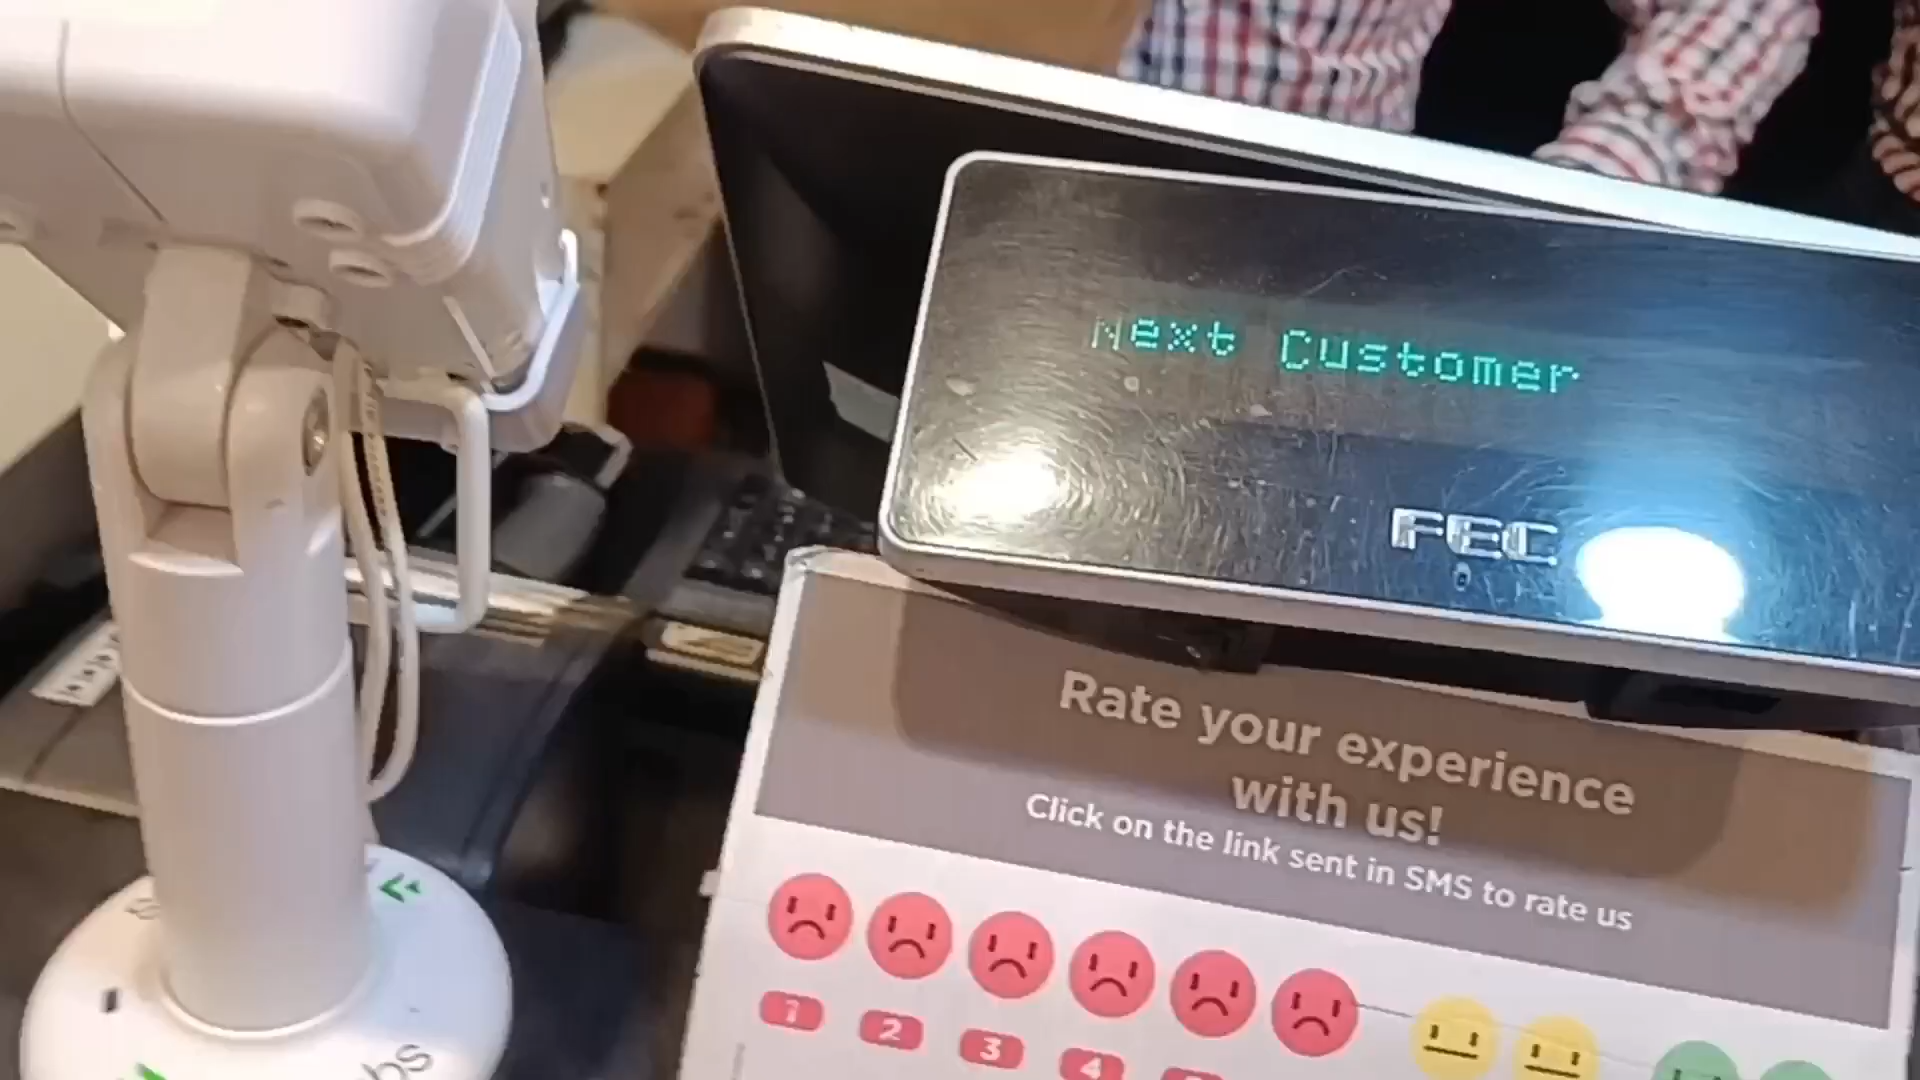 Next Customer
FEC
Rate your experience
with us!
Click on the link sent in SMS to rate us
1 2 3 4